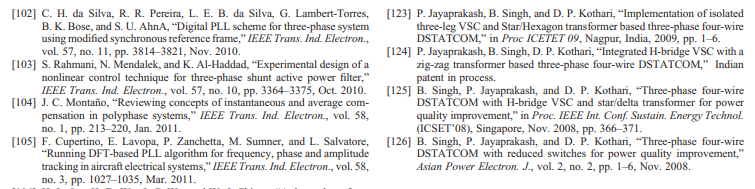 [102] C. H. da Silva, R. R. Pereira, L. E. B. da Silva, G. Lambert-Torres,
B. K. Bose, and S. U. AhnA, “Digital PLL scheme for three-phase system
using modified synchronous reference frame,” IEEE Trans. Ind. Electron.,
vol. 57, no. 11, pp. 3814–3821, Nov. 2010.
[103] S. Rahmani, N. Mendalek, and K. Al-Haddad, “Experimental design of a
nonlinear control technique for three-phase shunt active power filter,”
IEEE Trans. Ind. Electron., vol. 57, no. 10, pp. 3364–3375, Oct. 2010.
[104] J. C. Montaño, “Reviewing concepts of instantaneous and average com-
pensation in polyphase systems,” IEEE Trans. Ind. Electron., vol. 58,
no. 1, pp. 213–220, Jan. 2011.
[105] F. Cupertino, E. Lavopa, P. Zanchetta, M. Sumner, and L. Salvatore,
“Running DFT-based PLL algorithm for frequency, phase and amplitude
tracking in aircraft electrical systems,” IEEE Trans. Ind. Electron., vol. 58,
no. 3, pp. 1027–1035, Mar. 2011.
[123] P. Jayaprakash, B. Singh, and D. P. Kothari, “Implementation of isolated
three-leg VSC and Star/Hexagon transformer based three-phase four-wire
DSTATCOM,” in Proc ICETET 09, Nagpur, India, 2009, pp. 1–6.
[124] P. Jayaprakash, B. Singh, D. P. Kothari, “Integrated H-bridge VSC with a
zig-zag transformer based three-phase four-wire DSTATCOM,” Indian
patent in process.
[125] B. Singh, P. Jayaprakash, and D. P. Kothari, “Three-phase four-wire
DSTATCOM with H-bridge VSC and star/delta transformer for power
quality improvement,” in Proc. IEEE Int. Conf. Sustain. Energy Technol.
(ICSET’08), Singapore, Nov. 2008, pp. 366–371.
[126] B. Singh, P. Jayaprakash, and D. P. Kothari, “Three-phase four-wire
DSTATCOM with reduced switches for power quality improvement,”
Asian Power Electron. J., vol. 2, no. 2, pp. 1–6, Nov. 2008.